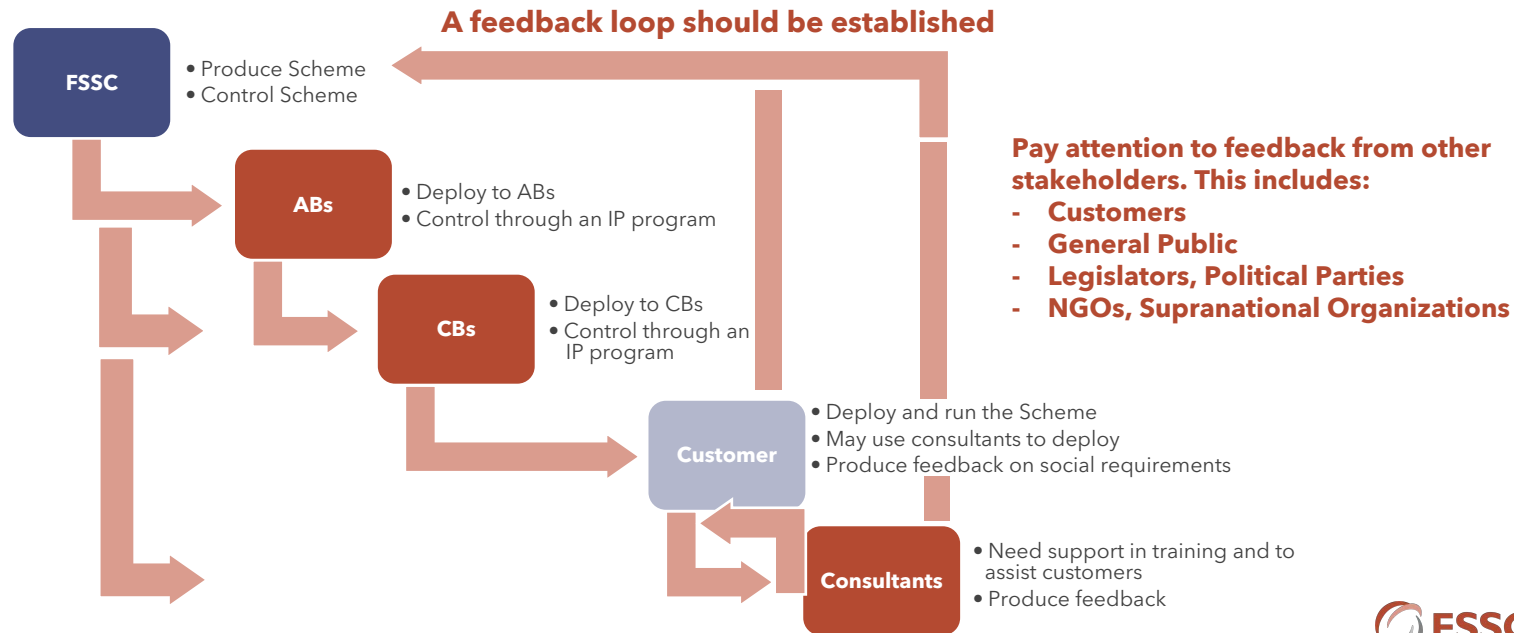 A feedback loop should be established
FSSC
• Produce Scheme
• Control Scheme
ABs
• Deploy to ABs
• Control through an IP program
Pay attention to feedback from other
stakeholders. This includes:
- Customers
- General Public
- Legislators, Political Parties
- NGOs, Supranational Organizations
CBs
• Deploy to CBs
• Control through an
IP program
Customer
• Deploy and run the Scheme
• May use consultants to deploy
• Produce feedback on social requirements
Consultants
• Need support in training and to
assist customers
• Produce feedback
FSSC